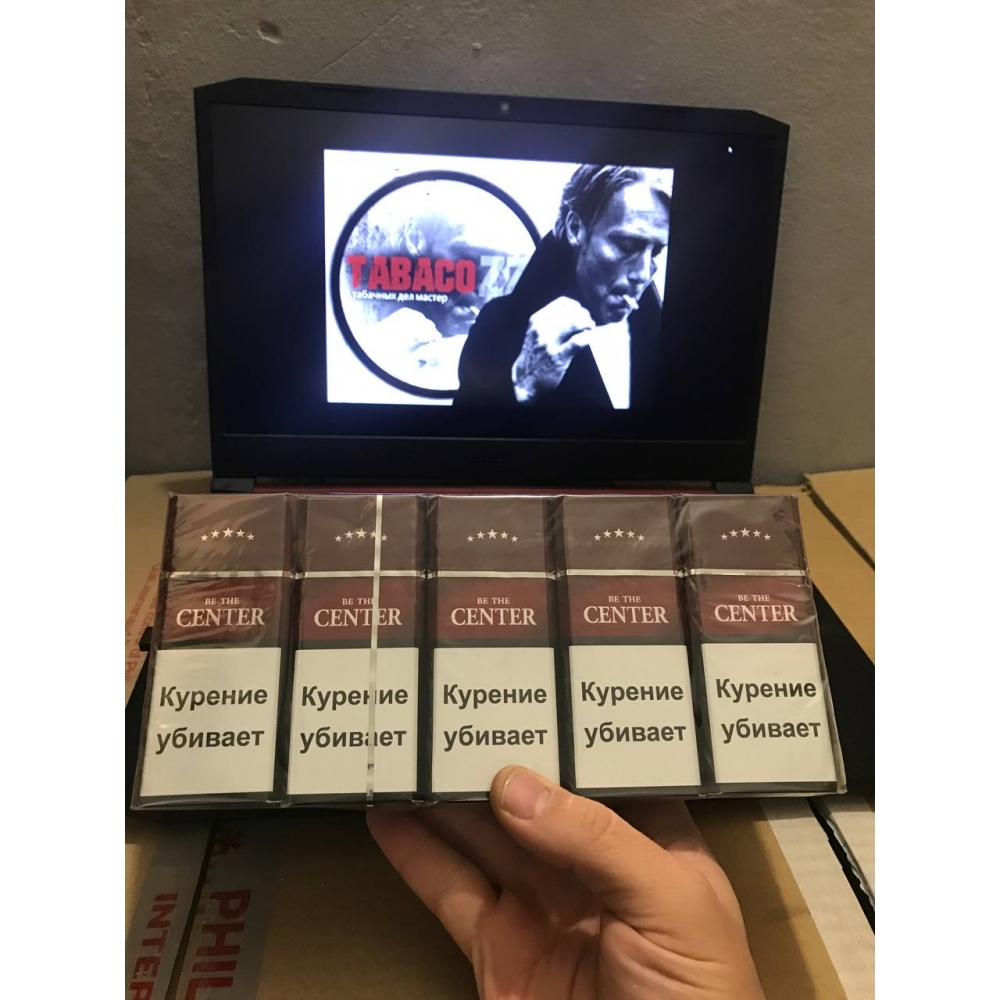 TABACO 77
табачных дел мастер
BE THE
CENTER
Курение
убивает
BE THE
CENTER
Курение
убивает
BE THE
CENTER
Курение
убивает
BE THE
CENTER
Курение
убивает
BE THE
CENTER
Курение
убивает
PHIL
INTER